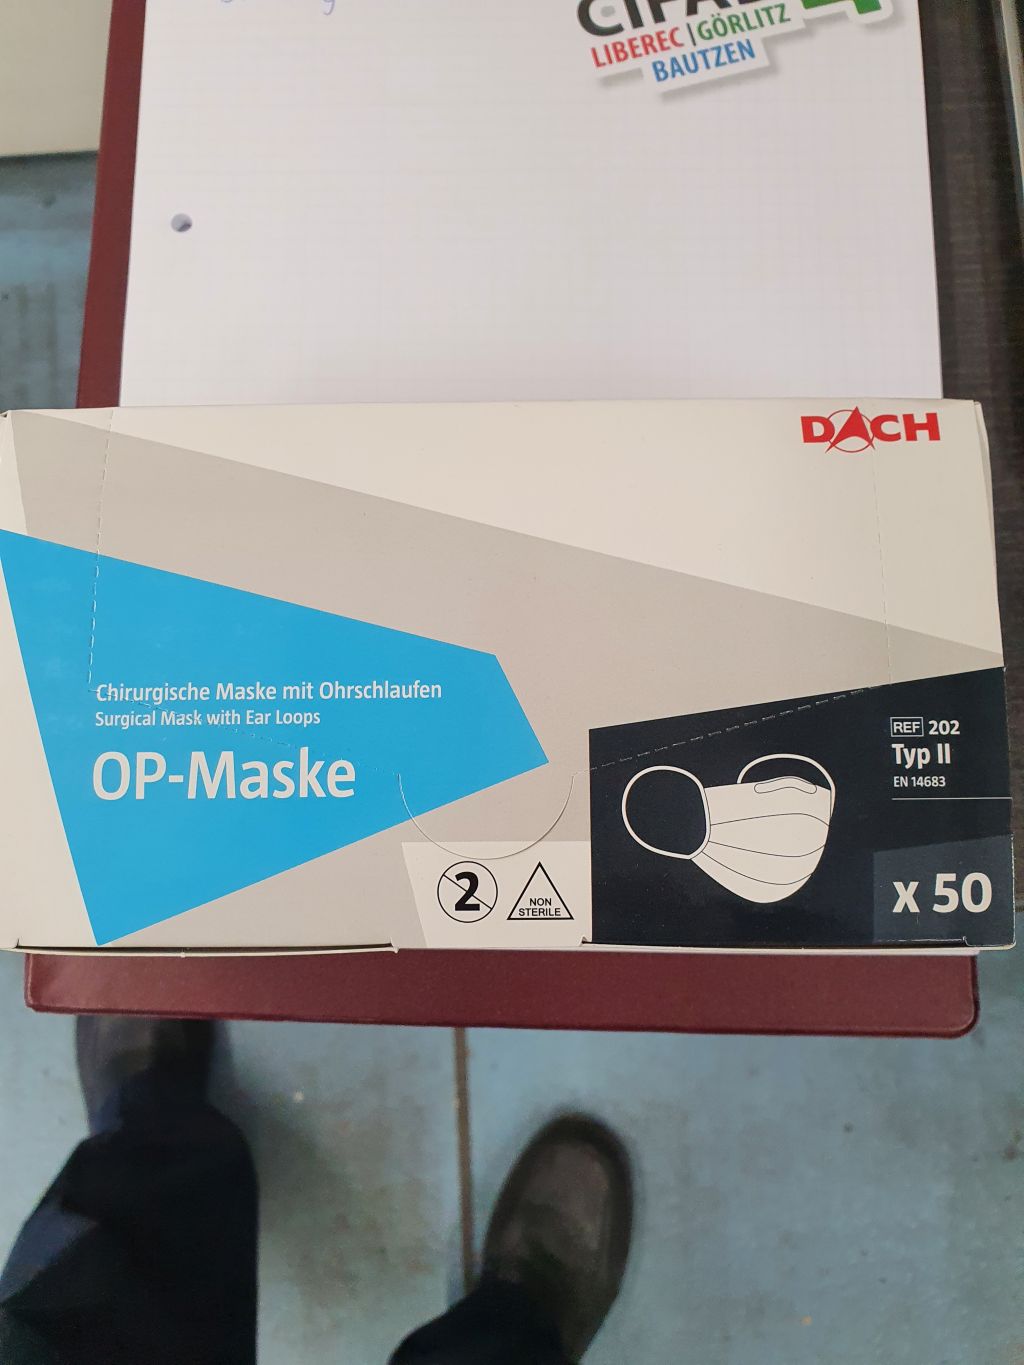 LIBEREC | GÖRLITZ
BAUTZEN
DACH
Chirurgische Maske mit Ohrschlaufen
Surgical Mask with Ear Loops
OP-Maske
REF 202
Typ II
EN 14683
2
NON
STERILE
x 50